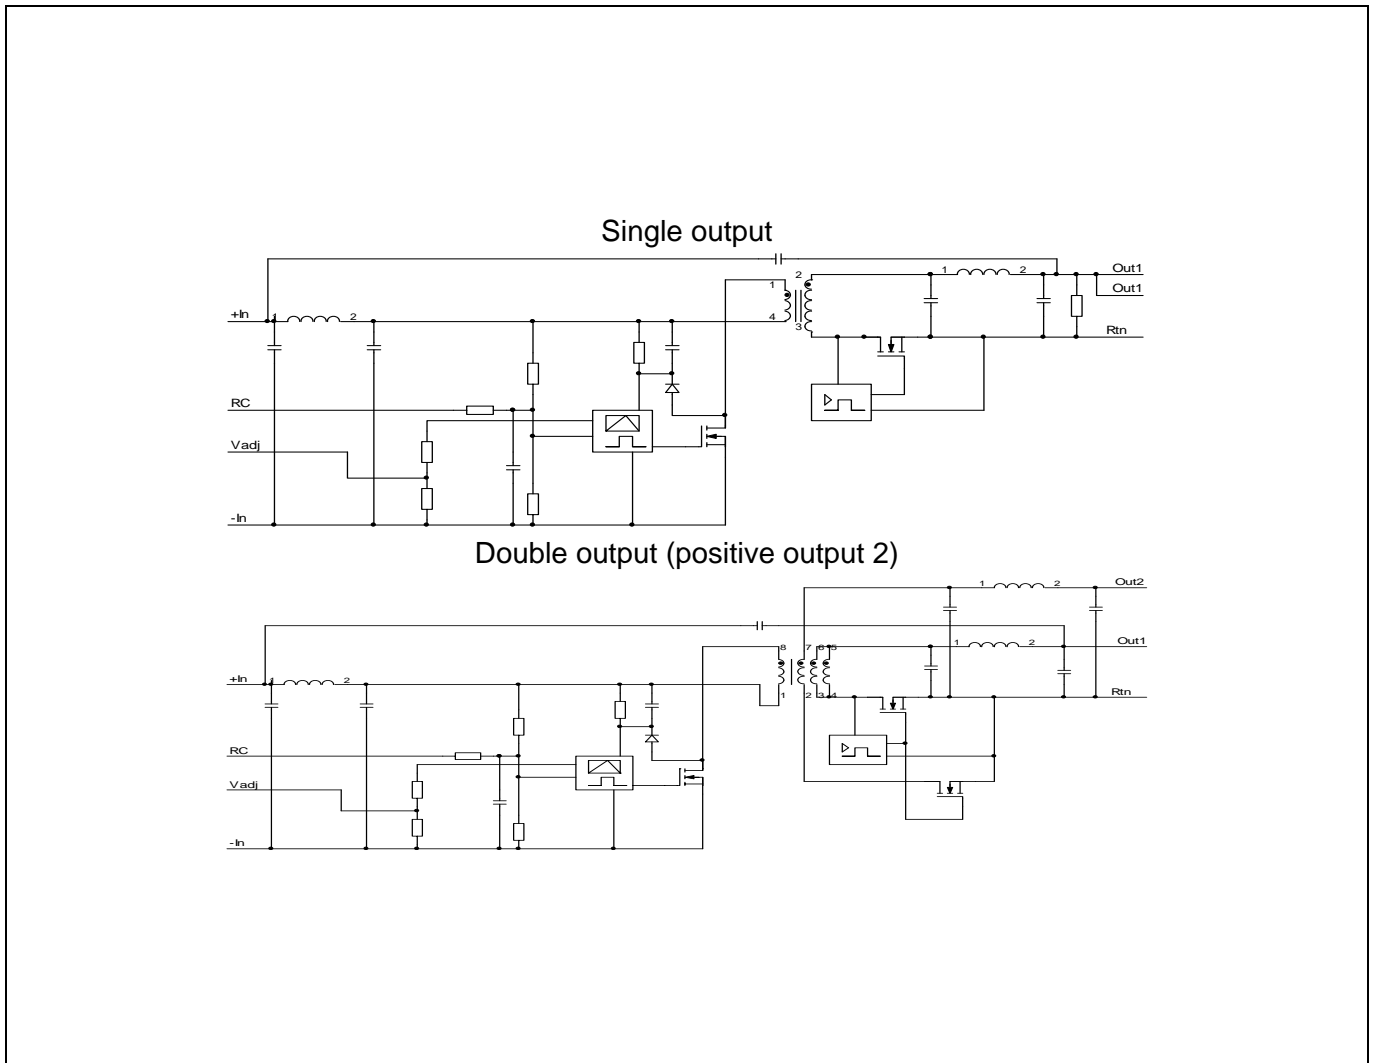 Single output
1 2 Out1
2
1
Out1
+In 1 2
4
3
Rtn
RC
Vadj
-In
Double output (positive output 2)
1 2 Out2
1 2 Out1
8 7 6 5
+In 1 2
1 2 3 4
Rtn
RC
Vadj
-In